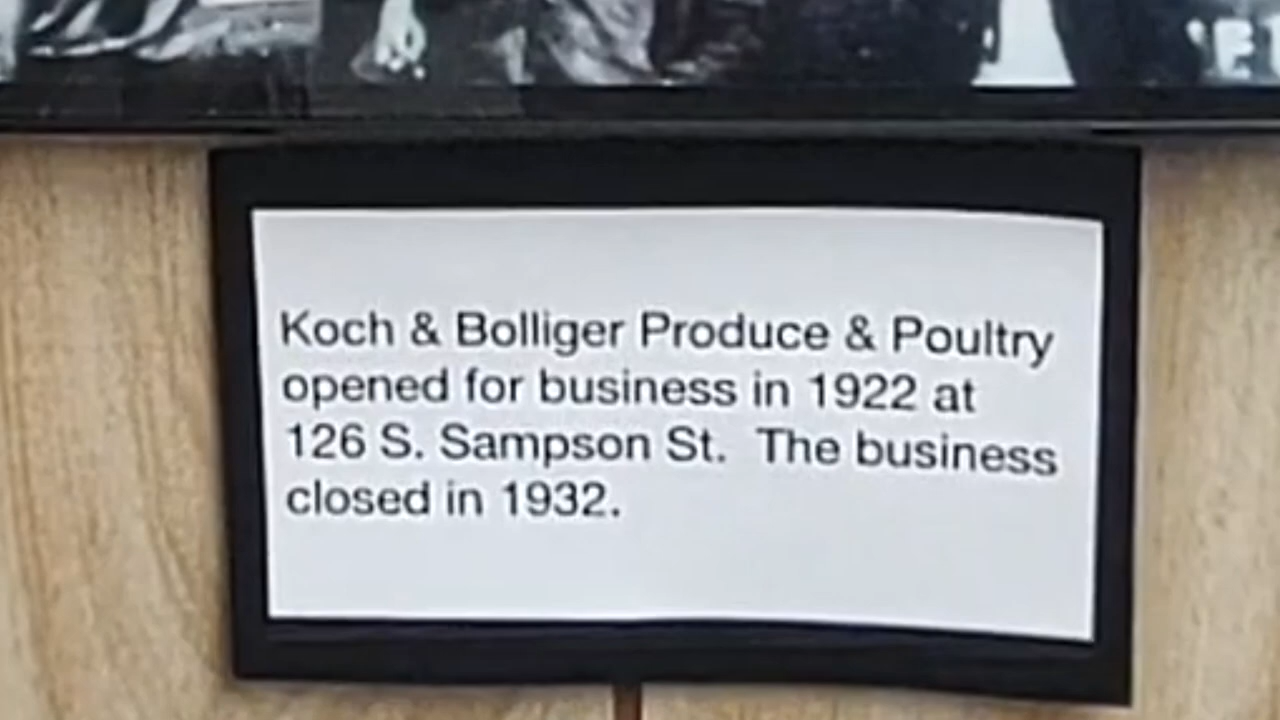 Koch & Bolliger Produce & Poultry
opened for business in 1922 at
126 S. Sampson St.  The business
closed in 1932.